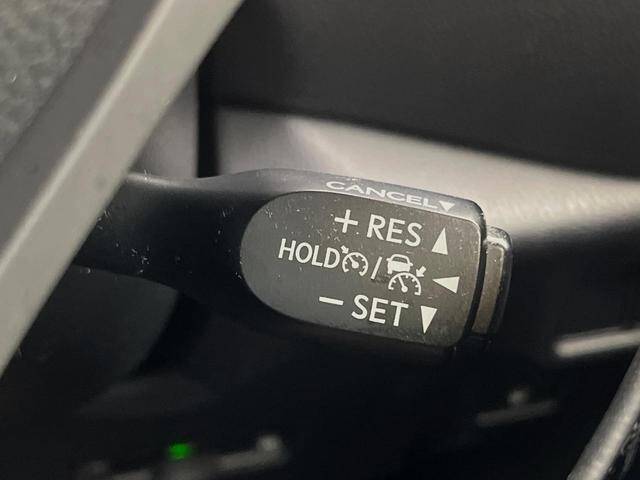 CANCEL▼
+ RES ▲
HOLD / ◀
− SET ▼